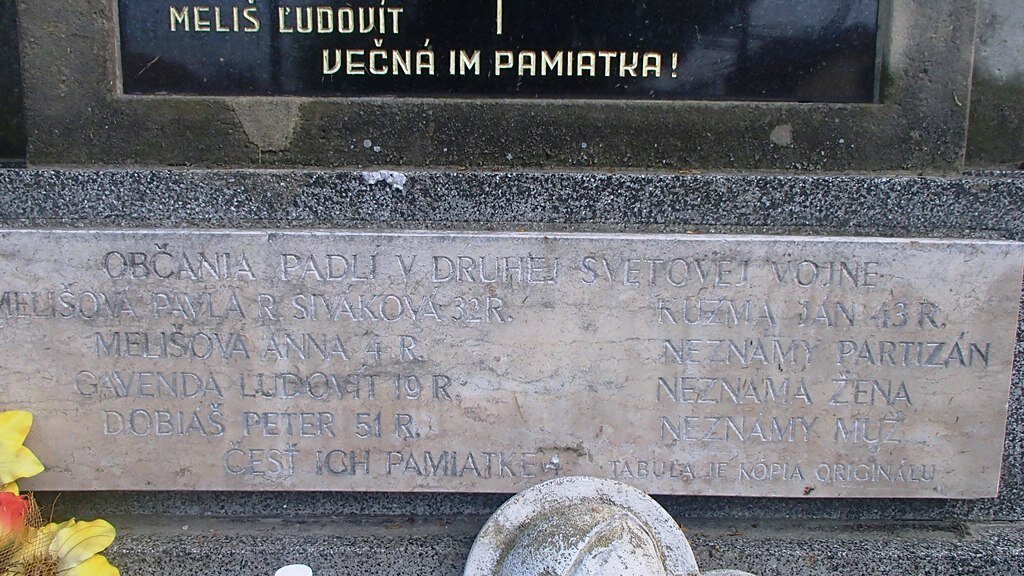 MELIŠ ĽUDOVÍT
VEČNÁ IM PAMIATKA!
OBČANIA PADLÍ V DRUHEJ SVETOVEJ VOJNE
MELIŠOVÁ PAVLA R. SIVÁKOVÁ 32 R. KUZMA JÁN 43 R.
MELIŠOVÁ ANNA 4 R. NEZNÁMY PARTIZÁN
GAVENDA ĽUDOVÍT 19 R. NEZNÁMA ŽENA
DOBIÁŠ PETER 51 R. NEZNÁMY MUŽ
ČESŤ ICH PAMIATKE TABUĽA JE KÓPIA ORIGINÁLU